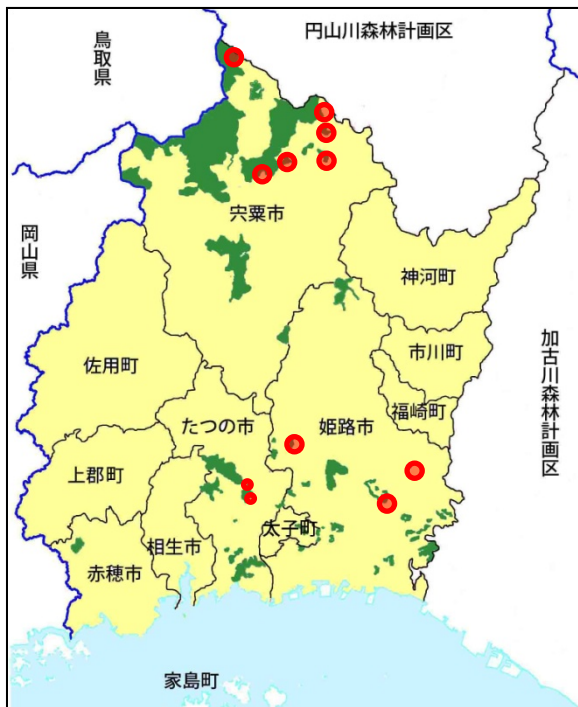 鳥取県
円山川森林計画区
宍粟市
岡山県
神河町
市川町
加古川森林計画区
佐用町
福崎町
たつの市
姫路市
上郡町
太子町
相生市
赤穂市
家島町